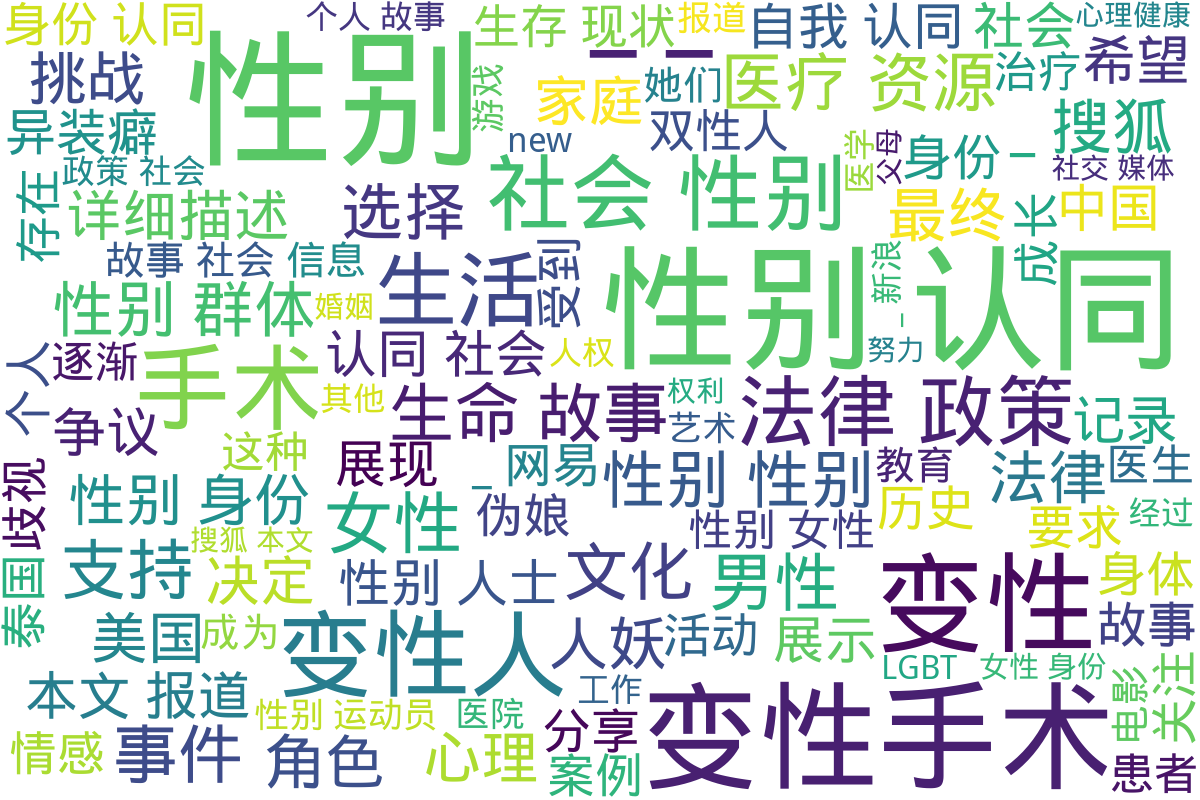 身份 认同
个人 故事
生存 现状
报道
自我 认同
社会
心理健康
挑战
性别
游戏
一 一
家庭
她们
医疗 资源
治疗
希望
异装癖
new
双性人
医学
父母
身份 _
搜狐
社交 媒体
政策 社会
存在
详细描述
选择
社会 性别
最终
成长
中国
故事 社会 信息
生活
受到
性别 认同
_ 新浪
性别 群体
婚姻
努力
个人
逐渐
手术
认同 社会
人权
其他
生命 故事
权利
艺术
法律 政策
记录
争议
这种
展现
_ 网易
性别 性别
教育
法律
医生
歧视
性别 身份
女性
伪娘
性别 女性
历史
要求
经过
搜狐 本文
泰国
支持
决定
性别 人士
文化
男性
变性
身体
美国
成为
变性人
人妖
活动
展示
故事
LGBT
女性 身份
本文 报道
工作
变性手术
电影
关注
性别 运动员
医院
分享
情感
事件
角色
心理
案例
患者